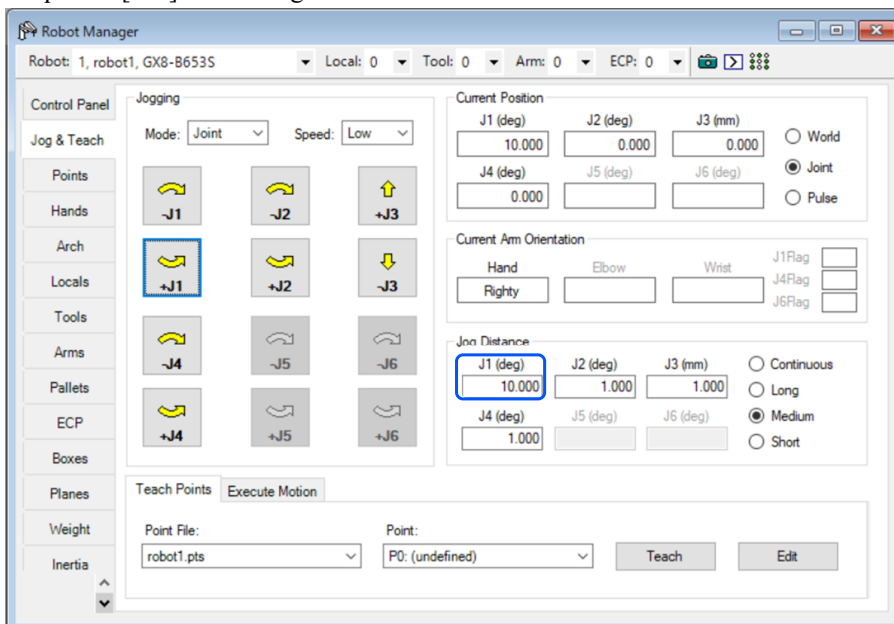 Robot Manager
Robot: 1, robot1, GX8-B653S Local: 0 Tool: 0 Arm: 0 ECP: 0
Control Panel
Jog & Teach
Points
Hands
Arch
Locals
Tools
Arms
Pallets
ECP
Boxes
Planes
Weight
Inertia
Jogging
Mode: Joint Speed: Low
-J1 -J2 +J3
+J1 +J2 -J3
-J4 -J5 -J6
+J4 +J5 +J6
Current Position
J1 (deg) J2 (deg) J3 (mm)
10.000 0.000 0.000
J4 (deg) J5 (deg) J6 (deg)
0.000
World
Joint
Pulse
Current Arm Orientation
Hand Elbow Wrist
Righty
J1Flag
J4Flag
J6Flag
Jog Distance
J1 (deg) J2 (deg) J3 (mm)
10.000 1.000 1.000
J4 (deg) J5 (deg) J6 (deg)
1.000
Continuous
Long
Medium
Short
Teach Points Execute Motion
Point File: Point:
robot1.pts P0: (undefined) Teach Edit